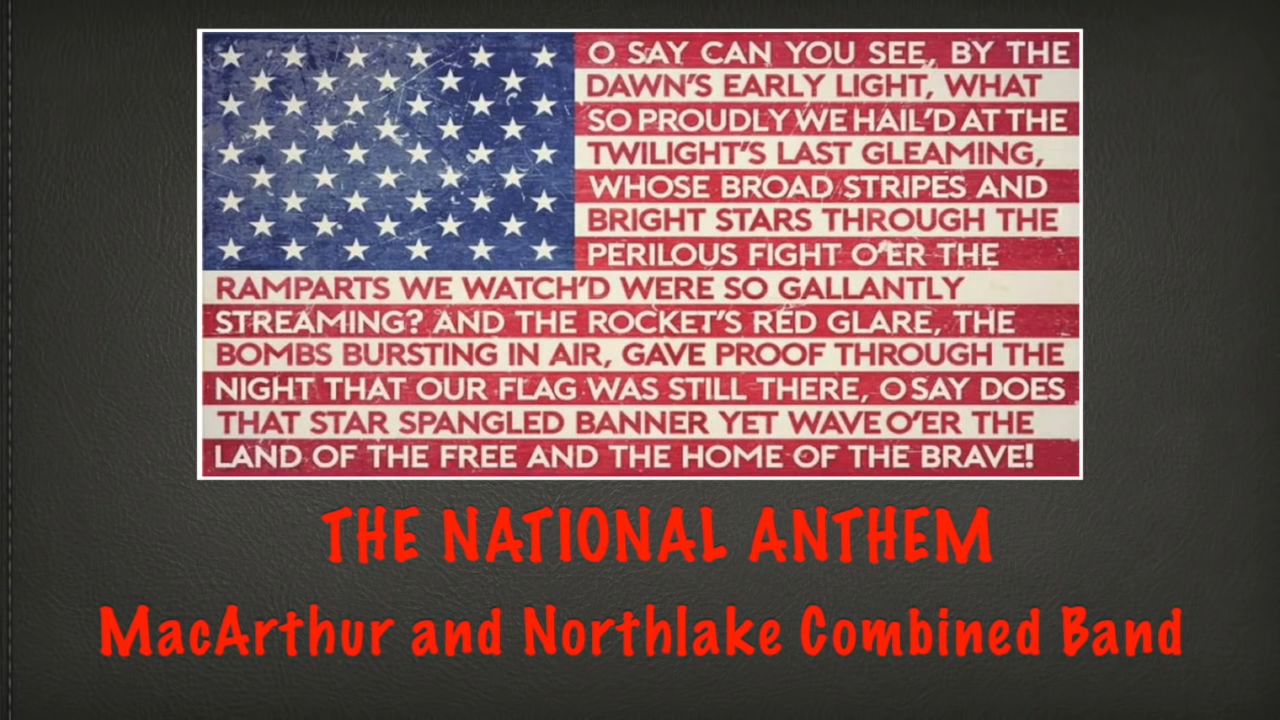 O SAY CAN YOU SEE, BY THE
DAWN'S EARLY LIGHT, WHAT
SO PROUDLY WE HAIL'D AT THE
TWILIGHT'S LAST GLEAMING,
WHOSE BROAD STRIPES AND
BRIGHT STARS THROUGH THE
PERILOUS FIGHT O'ER THE
RAMPARTS WE WATCH'D WERE SO GALLANTLY
STREAMING? AND THE ROCKET'S RED GLARE, THE
BOMBS BURSTING IN AIR, GAVE PROOF THROUGH THE
NIGHT THAT OUR FLAG WAS STILL THERE, O SAY DOES
THAT STAR SPANGLED BANNER YET WAVE O'ER THE
LAND OF THE FREE AND THE HOME OF THE BRAVE!
THE NATIONAL ANTHEM
MacArthur and Northlake Combined Band